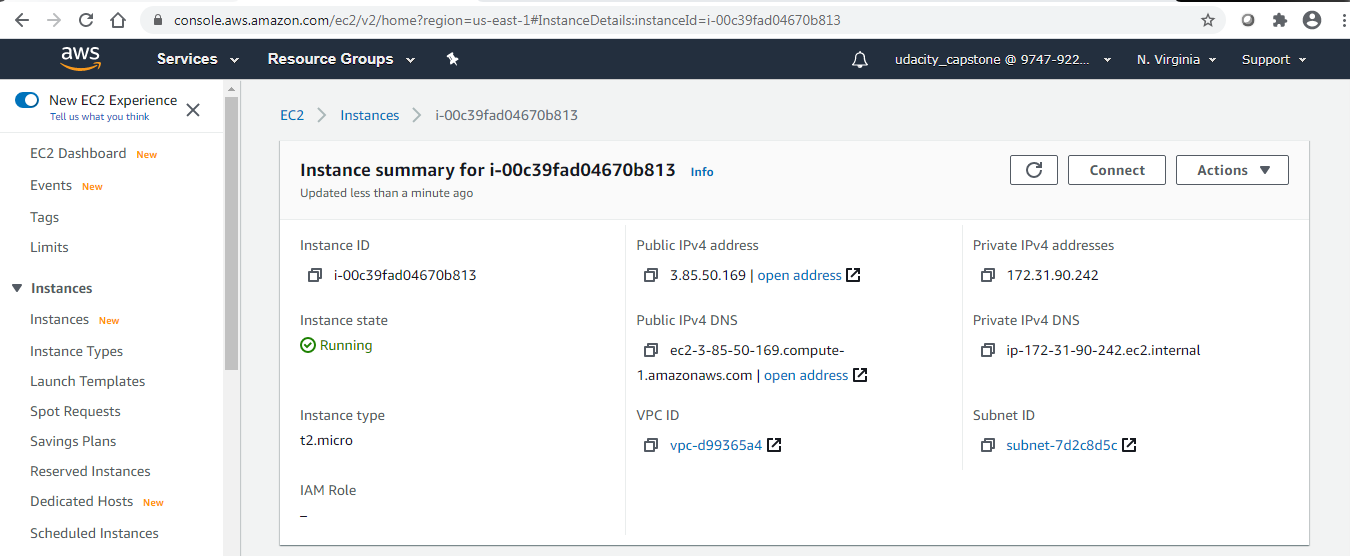 console.aws.amazon.com/ec2/v2/home?region=us-east-1#InstanceDetails:instanceId=i-00c39fad04670b813
aws Services Resource Groups udacity_capstone @ 9747-922... N. Virginia Support
New EC2 Experience
Tell us what you think
EC2 Dashboard New
Events New
Tags
Limits
Instances
Instances New
Instance Types
Launch Templates
Spot Requests
Savings Plans
Reserved Instances
Dedicated Hosts New
Scheduled Instances
EC2 Instances i-00c39fad04670b813
Instance summary for i-00c39fad04670b813 Info
Updated less than a minute ago
Connect Actions
Instance ID
i-00c39fad04670b813
Public IPv4 address
3.85.50.169 | open address
Private IPv4 addresses
172.31.90.242
Instance state
Running
Public IPv4 DNS
ec2-3-85-50-169.compute-
1.amazonaws.com | open address
Private IPv4 DNS
ip-172-31-90-242.ec2.internal
Instance type
t2.micro
VPC ID
vpc-d99365a4
Subnet ID
subnet-7d2c8d5c
IAM Role
–